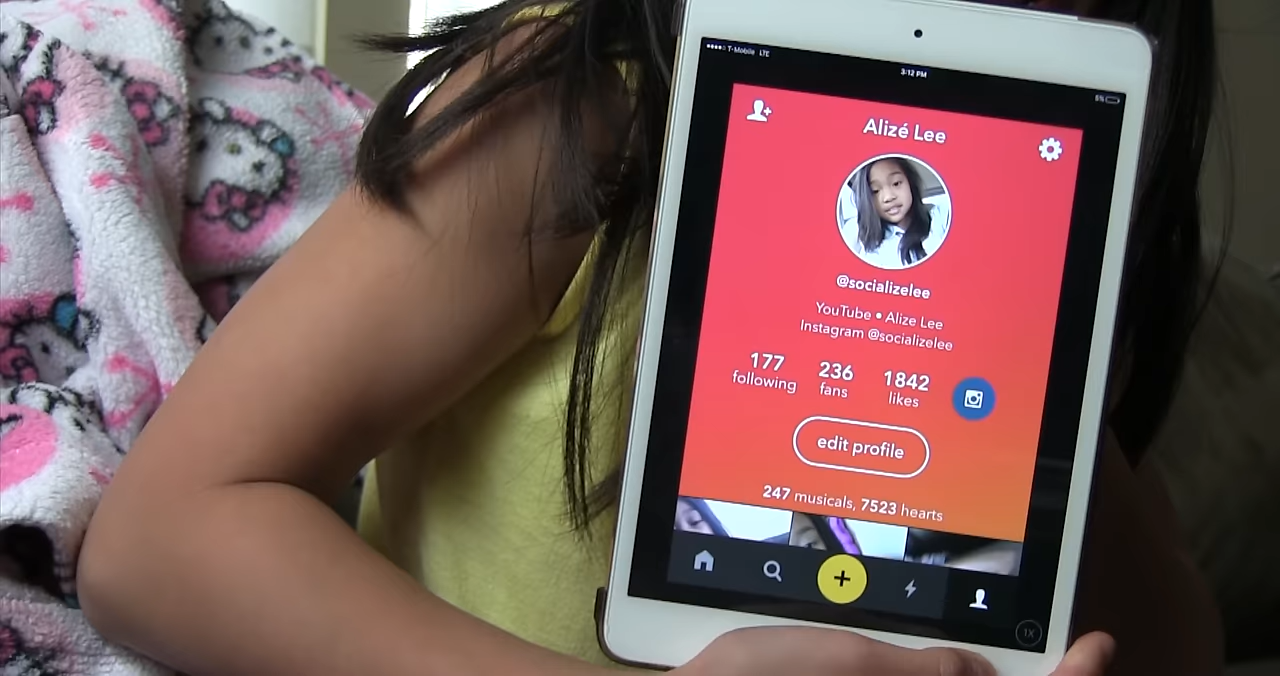 T-Mobile LTE
3:12 PM
6%
Alizé Lee
@socializelee
YouTube • Alize Lee
Instagram @socializelee
177 236 1842
following fans likes
edit profile
247 musicals, 7523 hearts
1X